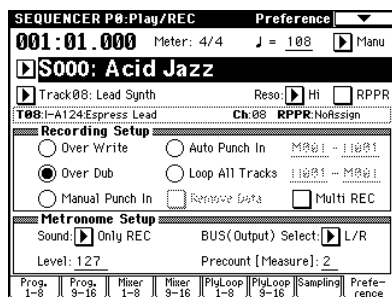 SEQUENCER P0:Play/REC Preference
001:01.000 Meter: 4/4 ♩ = 108 Manu
S000: Acid Jazz
Track08: Lead Synth Reso: Hi RPPR
T08:I-A124:Espress Lead Ch:08 RPPR:NoAssign
Recording Setup
Over Write Auto Punch In M001 -
Over Dub Loop All Tracks - M001
Manual Punch In Remove Data Multi REC
Metronome Setup
Sound: Only REC BUS(Output) Select: L/R
Level: 127 Precount [Measure]: 2
Prog. 1-8 Prog. 9-16 Mixer 1-8 Mixer 9-16 PlyLoop 1-8 PlyLoop 9-16 Sampling Prefe-rence